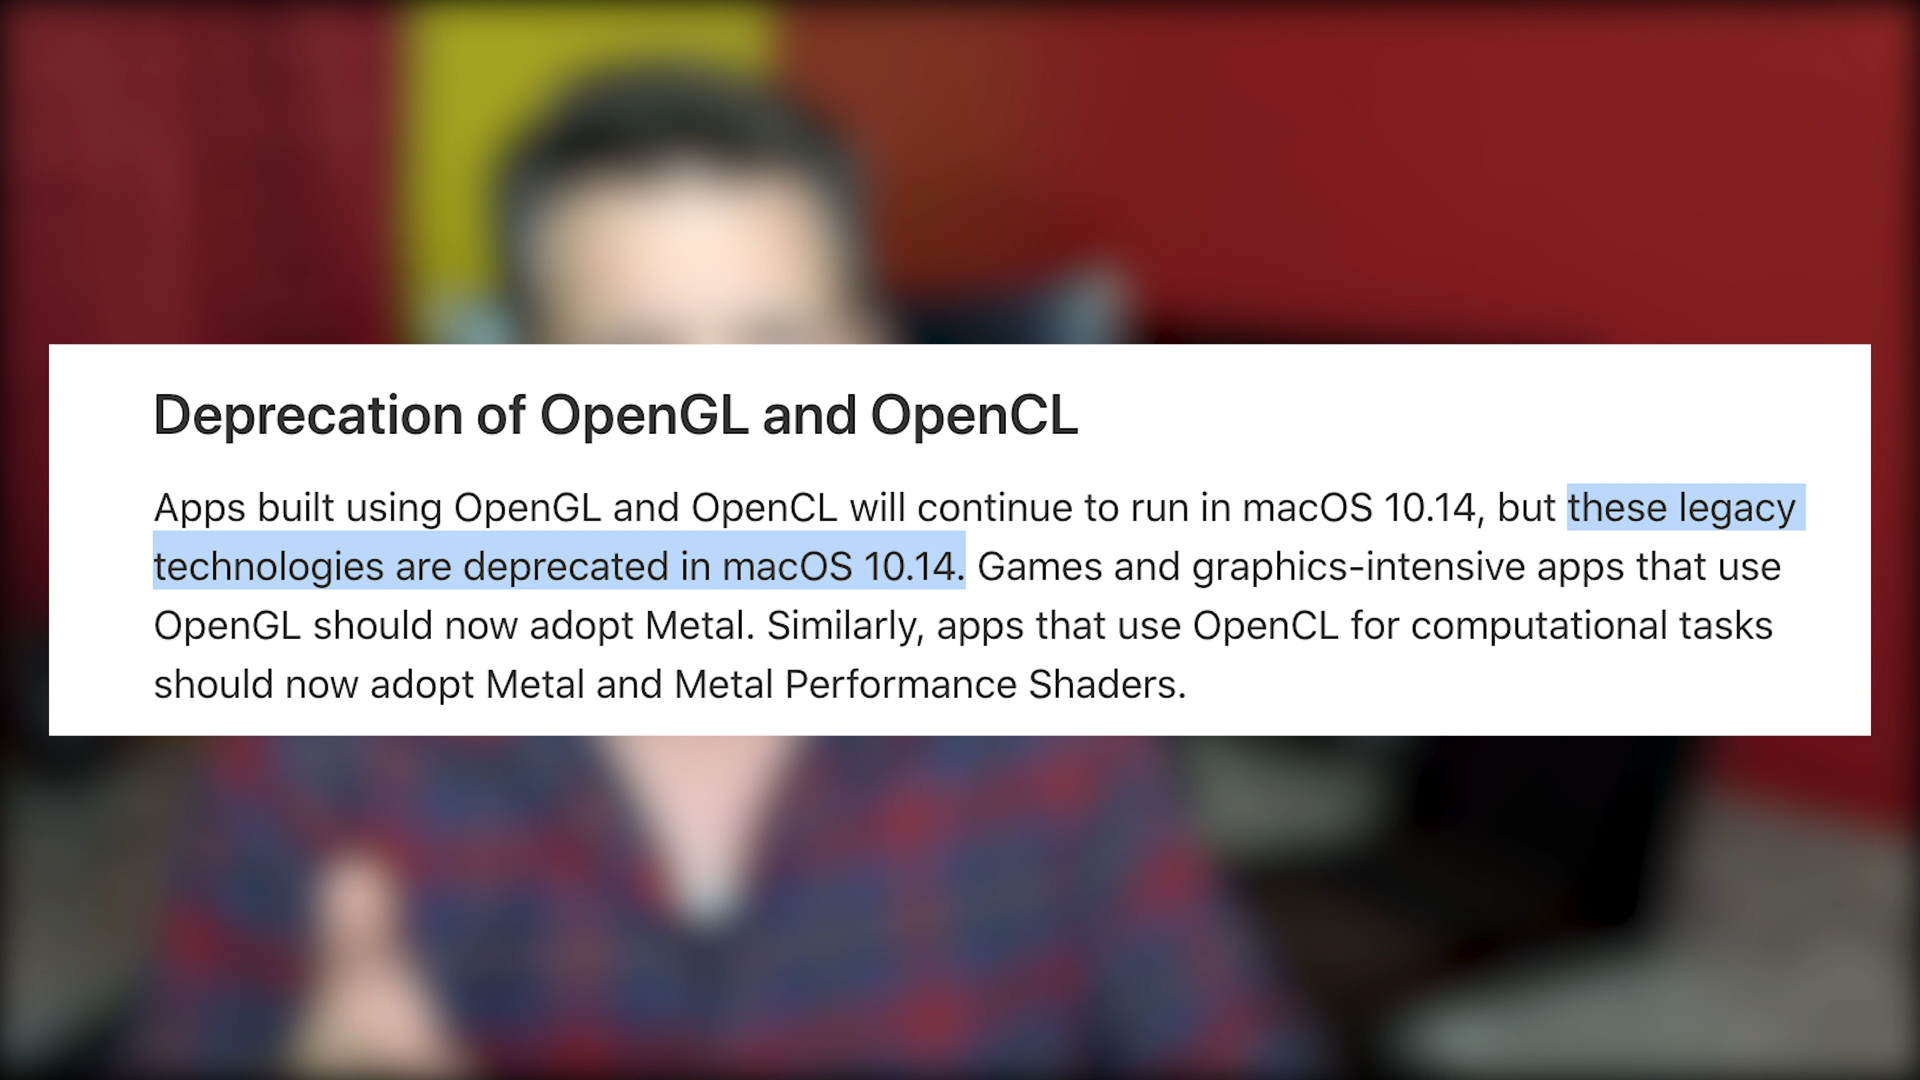 Deprecation of OpenGL and OpenCL
Apps built using OpenGL and OpenCL will continue to run in macOS 10.14, but these legacy
technologies are deprecated in macOS 10.14. Games and graphics-intensive apps that use
OpenGL should now adopt Metal. Similarly, apps that use OpenCL for computational tasks
should now adopt Metal and Metal Performance Shaders.